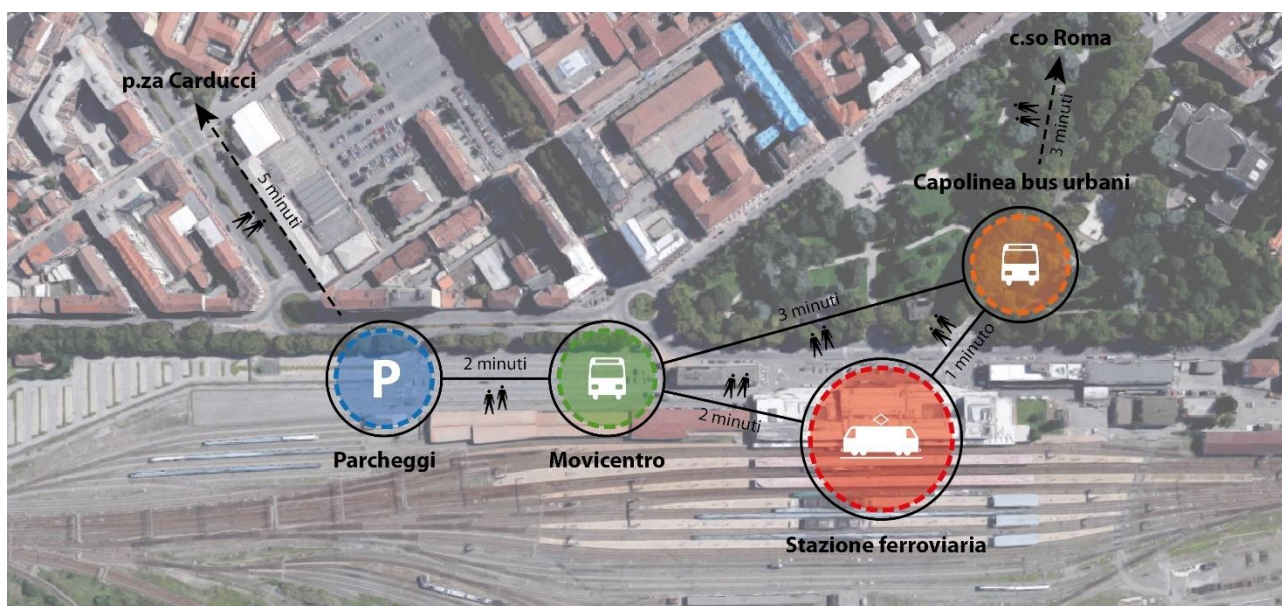 c.so Roma
p.za Carducci
3 minuti
5 minuti
Capolinea bus urbani
3 minuti
1 minuto
2 minuti
P
2 minuti
Parcheggi
Movicentro
Stazione ferroviaria